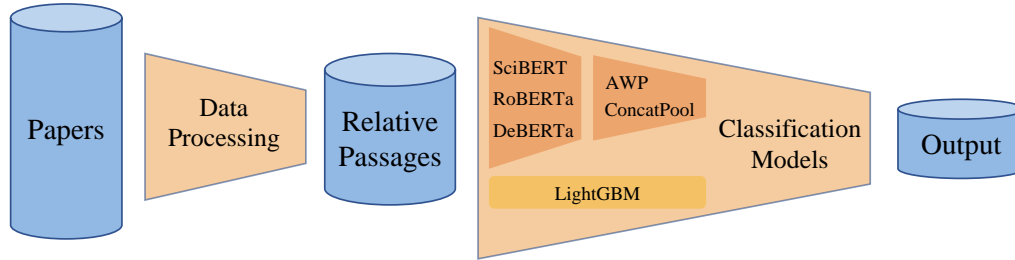 Papers
Data
Processing
Relative
Passages
SciBERT
RoBERTa
DeBERTa
AWP
ConcatPool
LightGBM
Classification
Models
Output